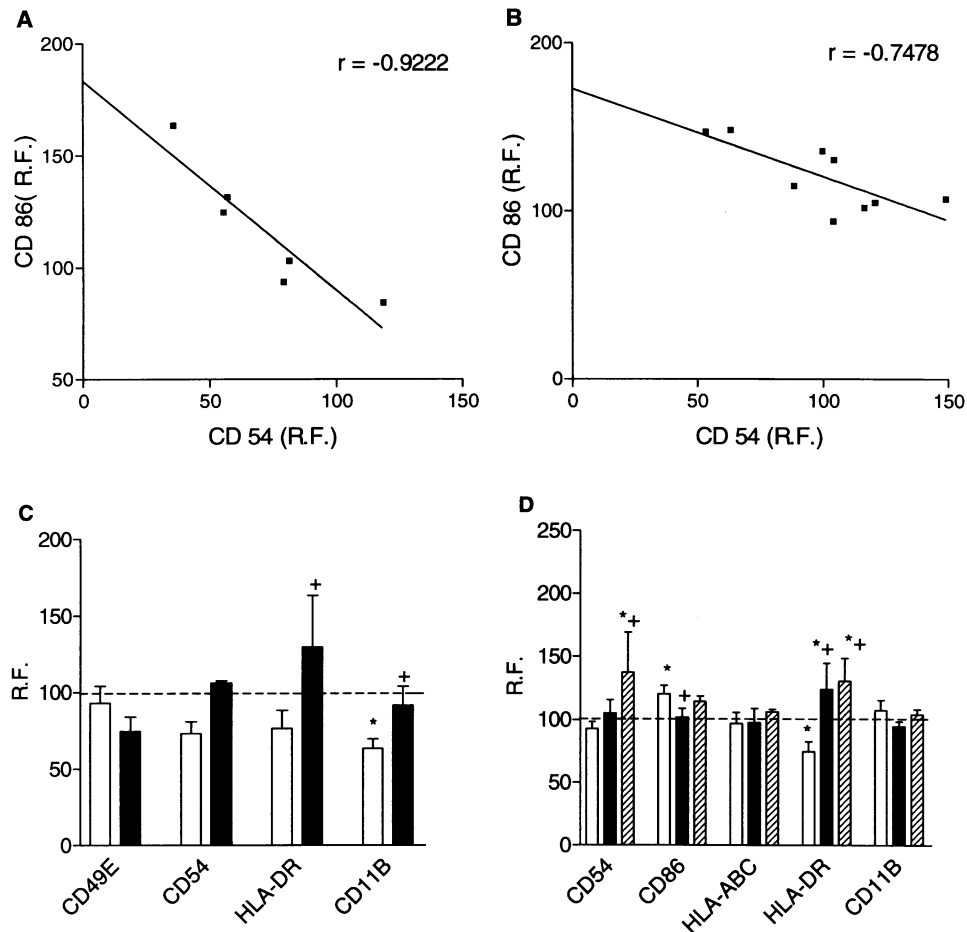 A
r = -0.9222
200
150
100
50
CD 86( R.F.)
0 50 100 150
CD 54 (R.F.)
B
r = -0.7478
200
100
0
CD 86 (R.F.)
0 50 100 150
CD 54 (R.F.)
C
200
150
100
50
0
R.F.
+
*
+
CD49E CD54 HLA-DR CD11B
D
250
200
150
100
50
0
R.F.
*+
*
+
*
*+
*+
CD54 CD86 HLA-ABC HLA-DR CD11B